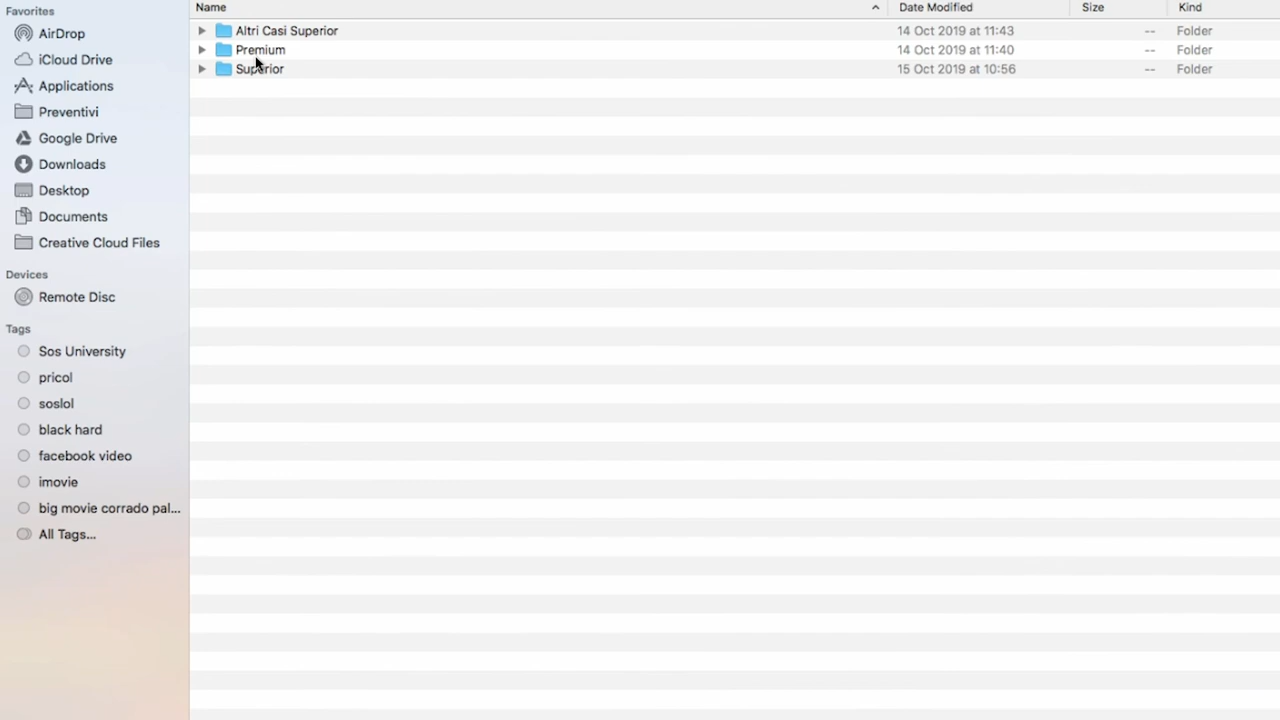 Favorites
AirDrop
iCloud Drive
Applications
Preventivi
Google Drive
Downloads
Desktop
Documents
Creative Cloud Files
Devices
Remote Disc
Tags
Sos University
pricol
soslol
black hard
facebook video
imovie
big movie corrado pal...
All Tags...
Name Date Modified Size Kind
Altri Casi Superior 14 Oct 2019 at 11:43 -- Folder
Premium 14 Oct 2019 at 11:40 -- Folder
Superior 15 Oct 2019 at 10:56 -- Folder